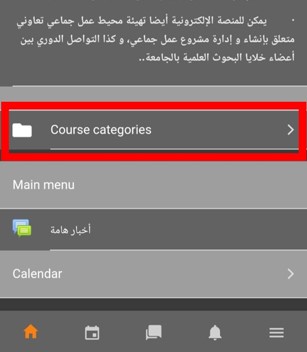 · يمكن للمنصة الإلكترونية أيضا تهيئة محيط عمل جماعي تعاوني
متعلق بإنشاء و إدارة مشروع عمل جماعي، و كذا التواصل الدوري بين
أعضاء خلايا البحوث العلمية بالجامعة..
Course categories
Main menu
أخبار هامة
Calendar